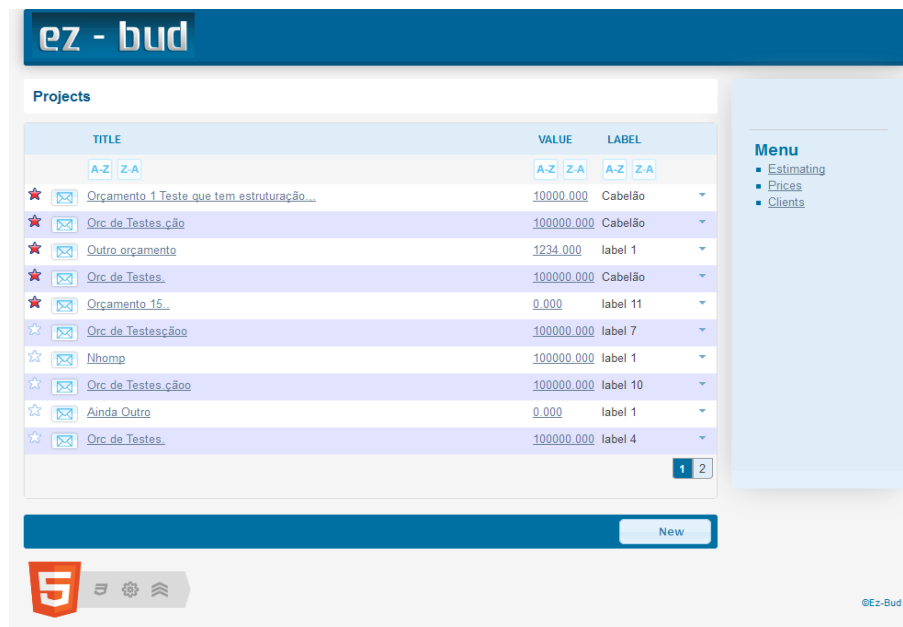 ez - bud
Projects
TITLE VALUE LABEL
A-Z Z-A A-Z Z-A A-Z Z-A
Orçamento 1 Teste que tem estruturação... 10000.000 Cabelão
Orc de Testes.ção 100000.000 Cabelão
Outro orçamento 1234.000 label 1
Orc de Testes. 100000.000 Cabelão
Orçamento 15.. 0.000 label 11
Orc de Testesçãoo 100000.000 label 7
Nhomp 100000.000 label 1
Orc de Testes.çãoo 100000.000 label 10
Ainda Outro 0.000 label 1
Orc de Testes. 100000.000 label 4
1 2
New
Menu
Estimating
Prices
Clients
5
©Ez-Bud